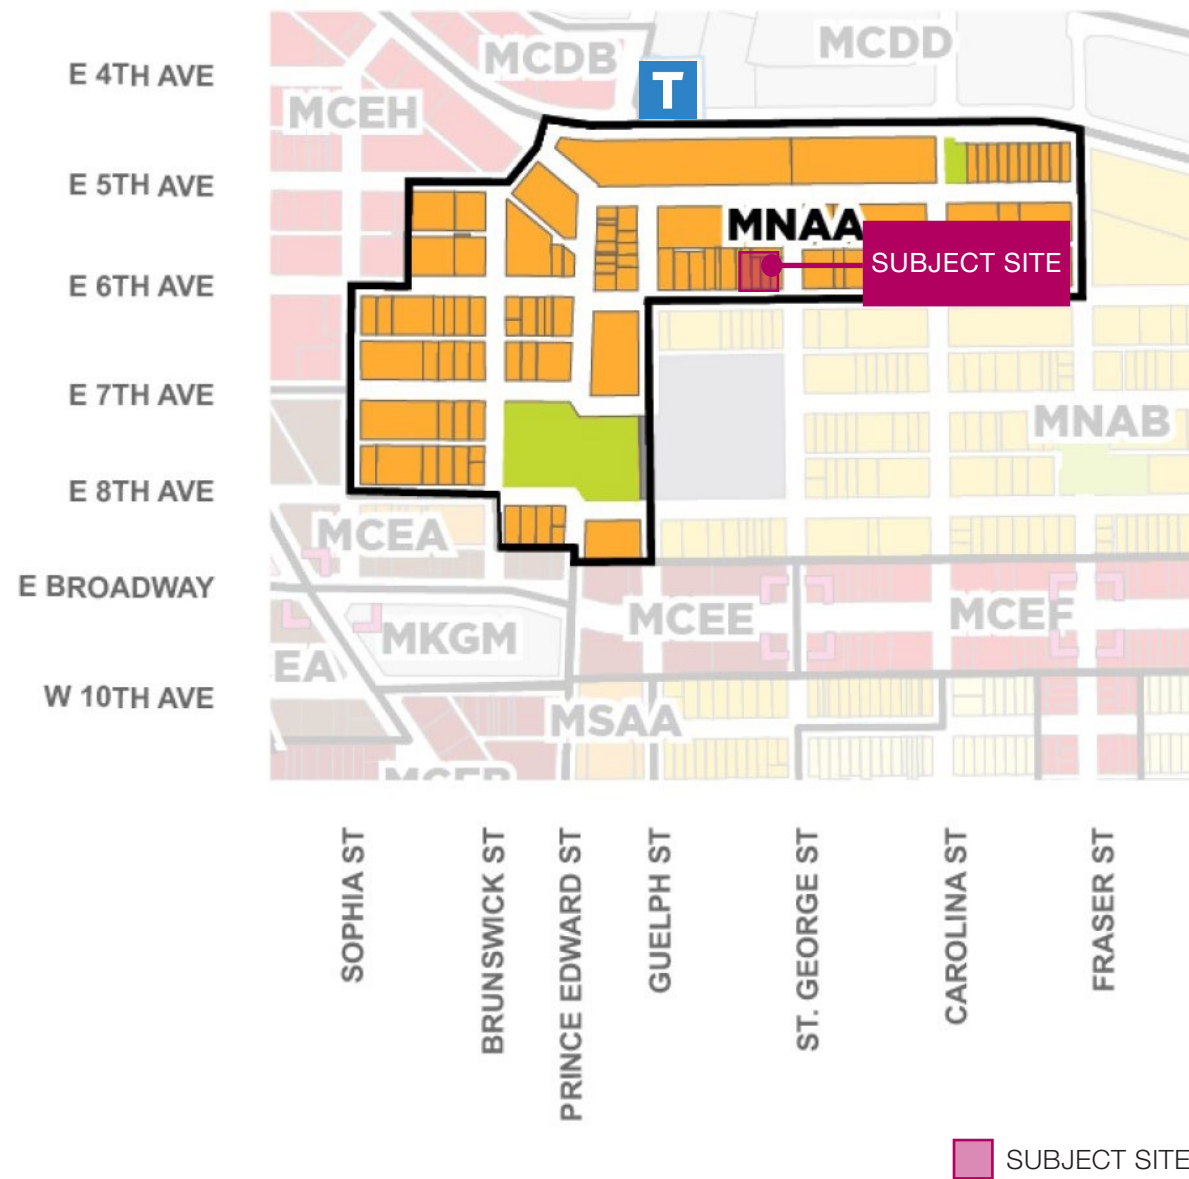 MCDD
MCDB
E 4TH AVE
T
MCEH
E 5TH AVE
MNAA
SUBJECT SITE
E 6TH AVE
E 7TH AVE
MNAB
E 8TH AVE
MCEA
E BROADWAY
MCEE
MCEF
MKGM
EA
W 10TH AVE
MSAA
SOPHIA ST
BRUNSWICK ST
PRINCE EDWARD ST
GUELPH ST
ST. GEORGE ST
CAROLINA ST
FRASER ST
SUBJECT SITE